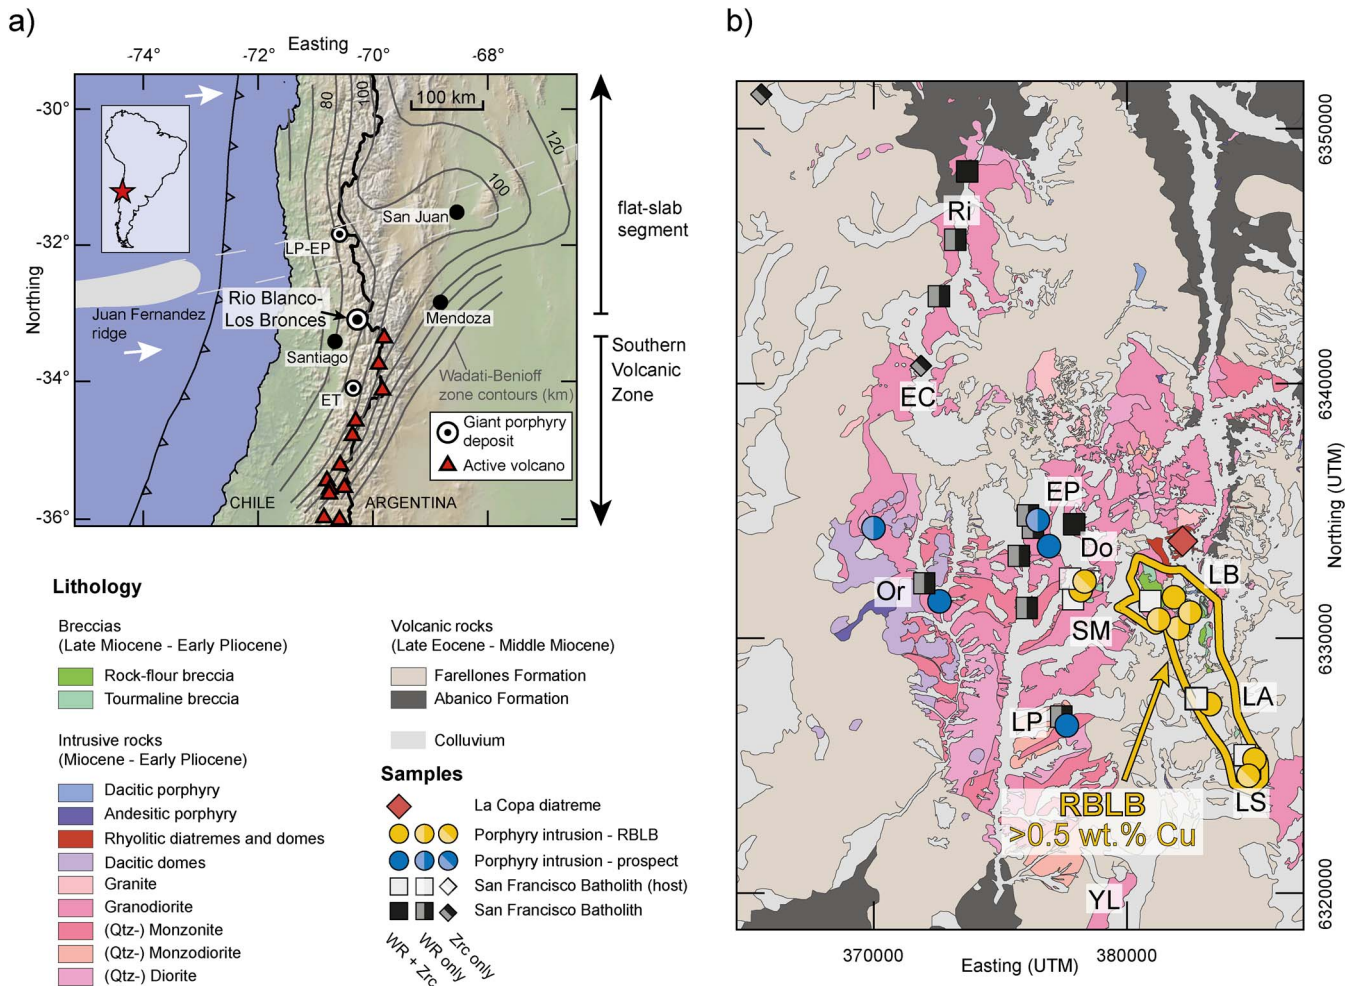 a)
Easting
-74°
-72°
-70°
-68°
-30°
-32°
-34°
-36°
Northing
80
100
100 km
120
100
San Juan
LP-EP
Rio Blanco-
Los Bronces
Juan Fernandez
ridge
Mendoza
Santiago
ET
Wadati-Benioff
zone contours (km)
Giant porphyry
deposit
Active volcano
CHILE
ARGENTINA
flat-slab
segment
Southern
Volcanic
Zone
b)
Ri
EC
EP
Do
Or
LB
SM
LA
LP
LS
RBLB
>0.5 wt.% Cu
YL
6350000
6340000
6330000
6320000
Northing (UTM)
370000
380000
Easting (UTM)
Lithology
Breccias
(Late Miocene - Early Pliocene)
Rock-flour breccia
Tourmaline breccia
Intrusive rocks
(Miocene - Early Pliocene)
Dacitic porphyry
Andesitic porphyry
Rhyolitic diatremes and domes
Dacitic domes
Granite
Granodiorite
(Qtz-) Monzonite
(Qtz-) Monzodiorite
(Qtz-) Diorite
Volcanic rocks
(Late Eocene - Middle Miocene)
Farellones Formation
Abanico Formation
Colluvium
Samples
La Copa diatreme
Porphyry intrusion - RBLB
Porphyry intrusion - prospect
San Francisco Batholith (host)
San Francisco Batholith
WR + Zrc
WR only
Zrc only